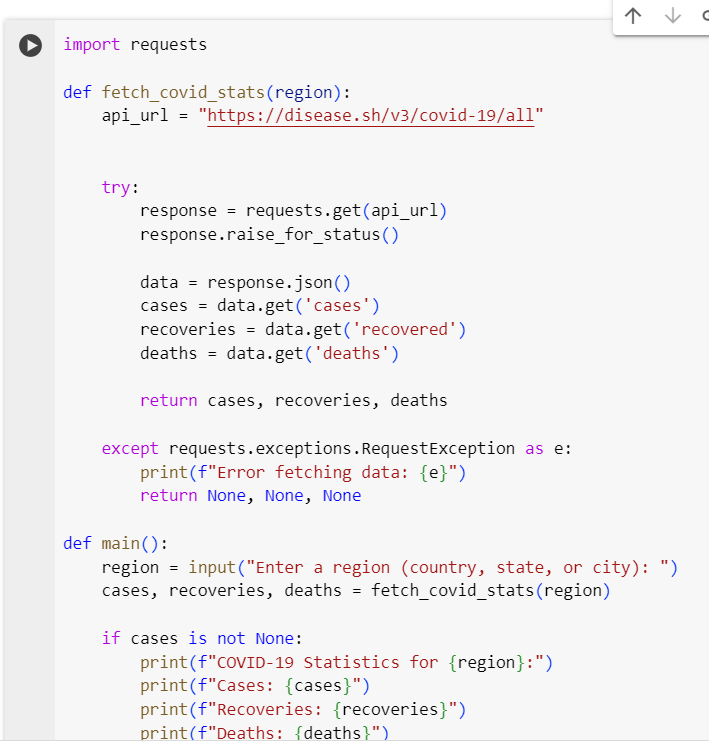 import requests

def fetch_covid_stats(region):
    api_url = "https://disease.sh/v3/covid-19/all"

    try:
        response = requests.get(api_url)
        response.raise_for_status()

        data = response.json()
        cases = data.get('cases')
        recoveries = data.get('recovered')
        deaths = data.get('deaths')

        return cases, recoveries, deaths

    except requests.exceptions.RequestException as e:
        print(f"Error fetching data: {e}")
        return None, None, None

def main():
    region = input("Enter a region (country, state, or city): ")
    cases, recoveries, deaths = fetch_covid_stats(region)

    if cases is not None:
        print(f"COVID-19 Statistics for {region}:")
        print(f"Cases: {cases}")
        print(f"Recoveries: {recoveries}")
        print(f"Deaths: {deaths}")